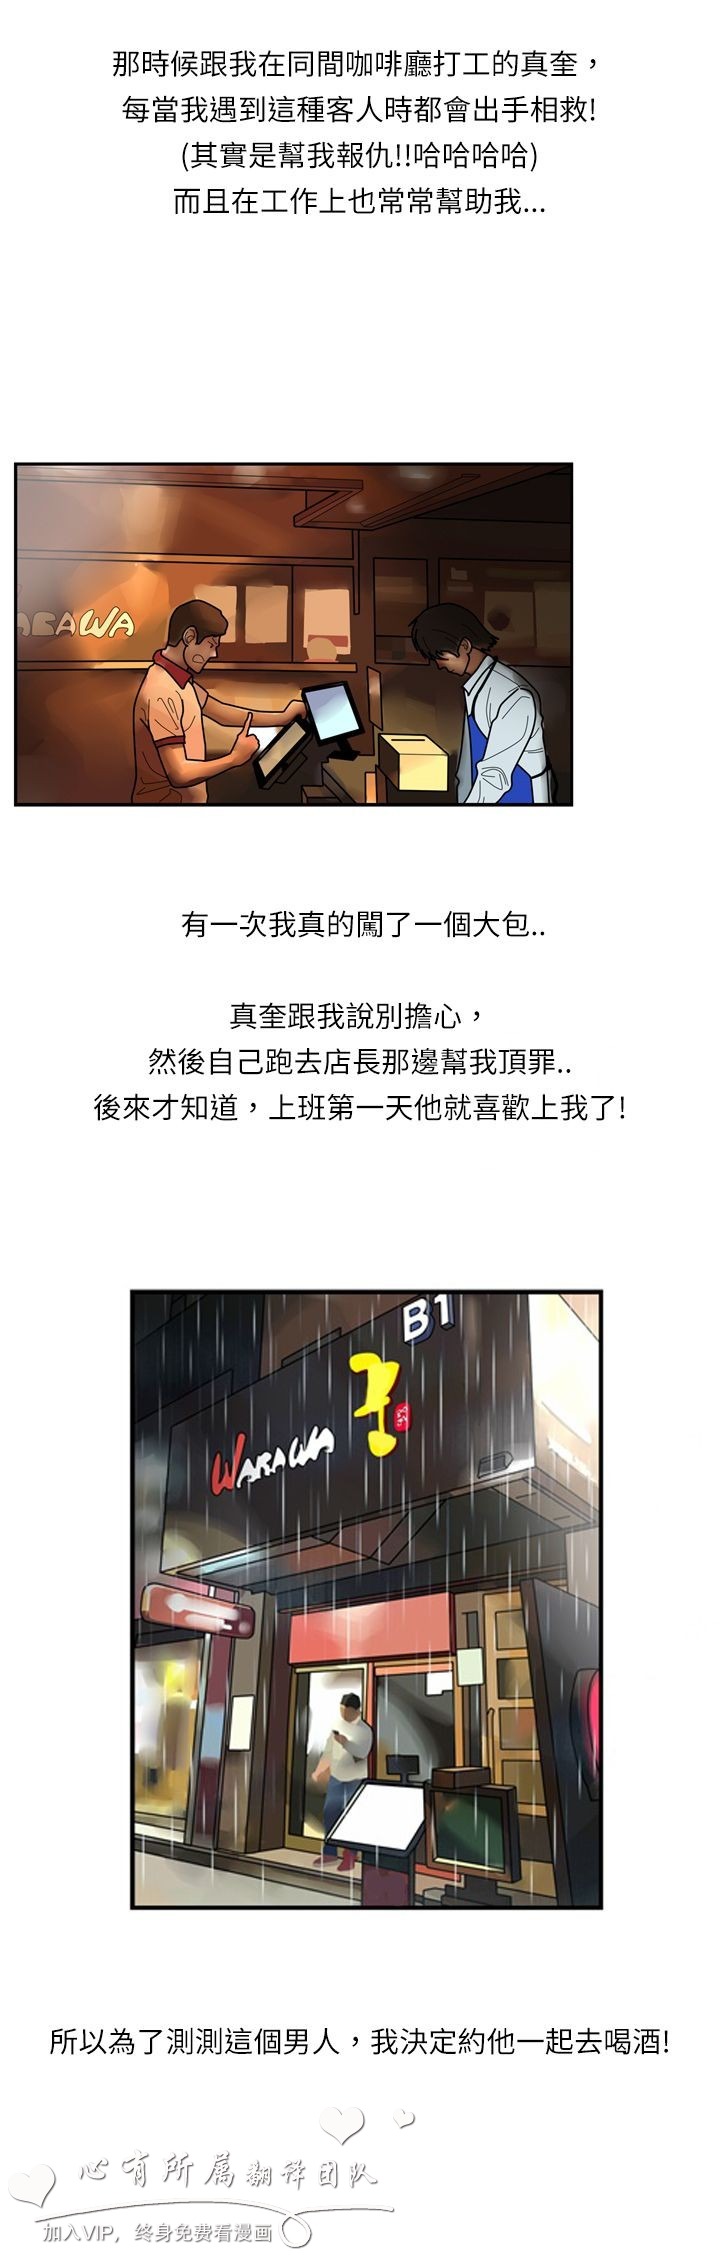 那時候跟我在同間咖啡廳打工的真奎，
每當我遇到這種客人時都會出手相救!
(其實是幫我報仇!!哈哈哈哈)
而且在工作上也常常幫助我...
WA
有一次我真的闖了一個大包..
真奎跟我說別擔心，
然後自己跑去店長那邊幫我頂罪..
後來才知道，上班第一天他就喜歡上我了!
B1
WARAWA
所以為了測測這個男人，我決定約他一起去喝酒!
心有所属翻译团队
加入VIP，终身免费看漫画